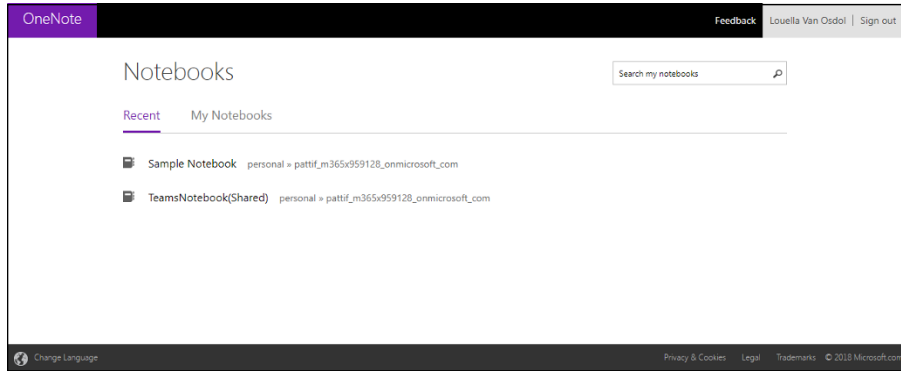 OneNote Feedback Louella Van Osdol | Sign out
Notebooks
Search my notebooks
Recent My Notebooks
Sample Notebook personal » pattif_m365x959128_onmicrosoft_com
TeamsNotebook(Shared) personal » pattif_m365x959128_onmicrosoft_com
Change Language Privacy & Cookies Legal Trademarks © 2018 Microsoft.com